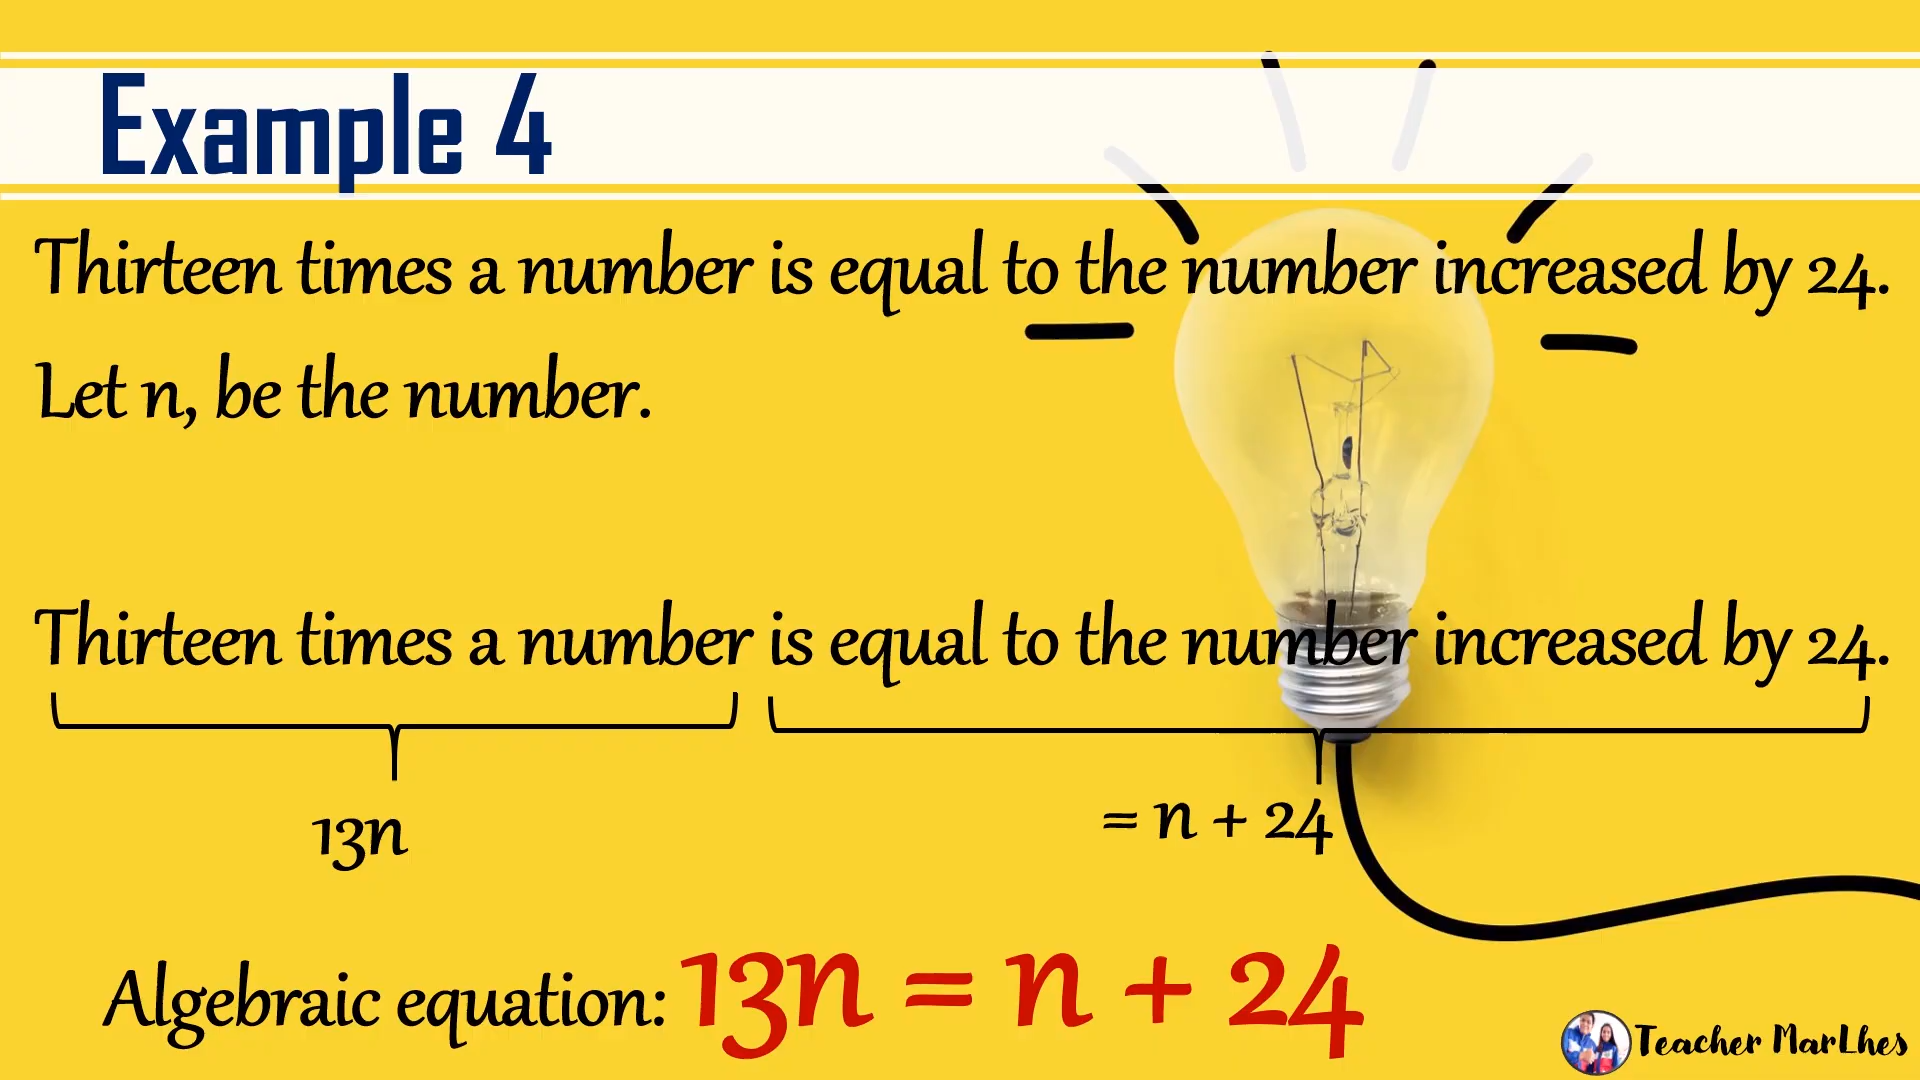 Example 4
Thirteen times a number is equal to the number increased by 24.
Let n, be the number.
Thirteen times a number is equal to the number increased by 24.
13n
= n + 24
Algebraic equation: 13n = n + 24
Teacher MarLhes